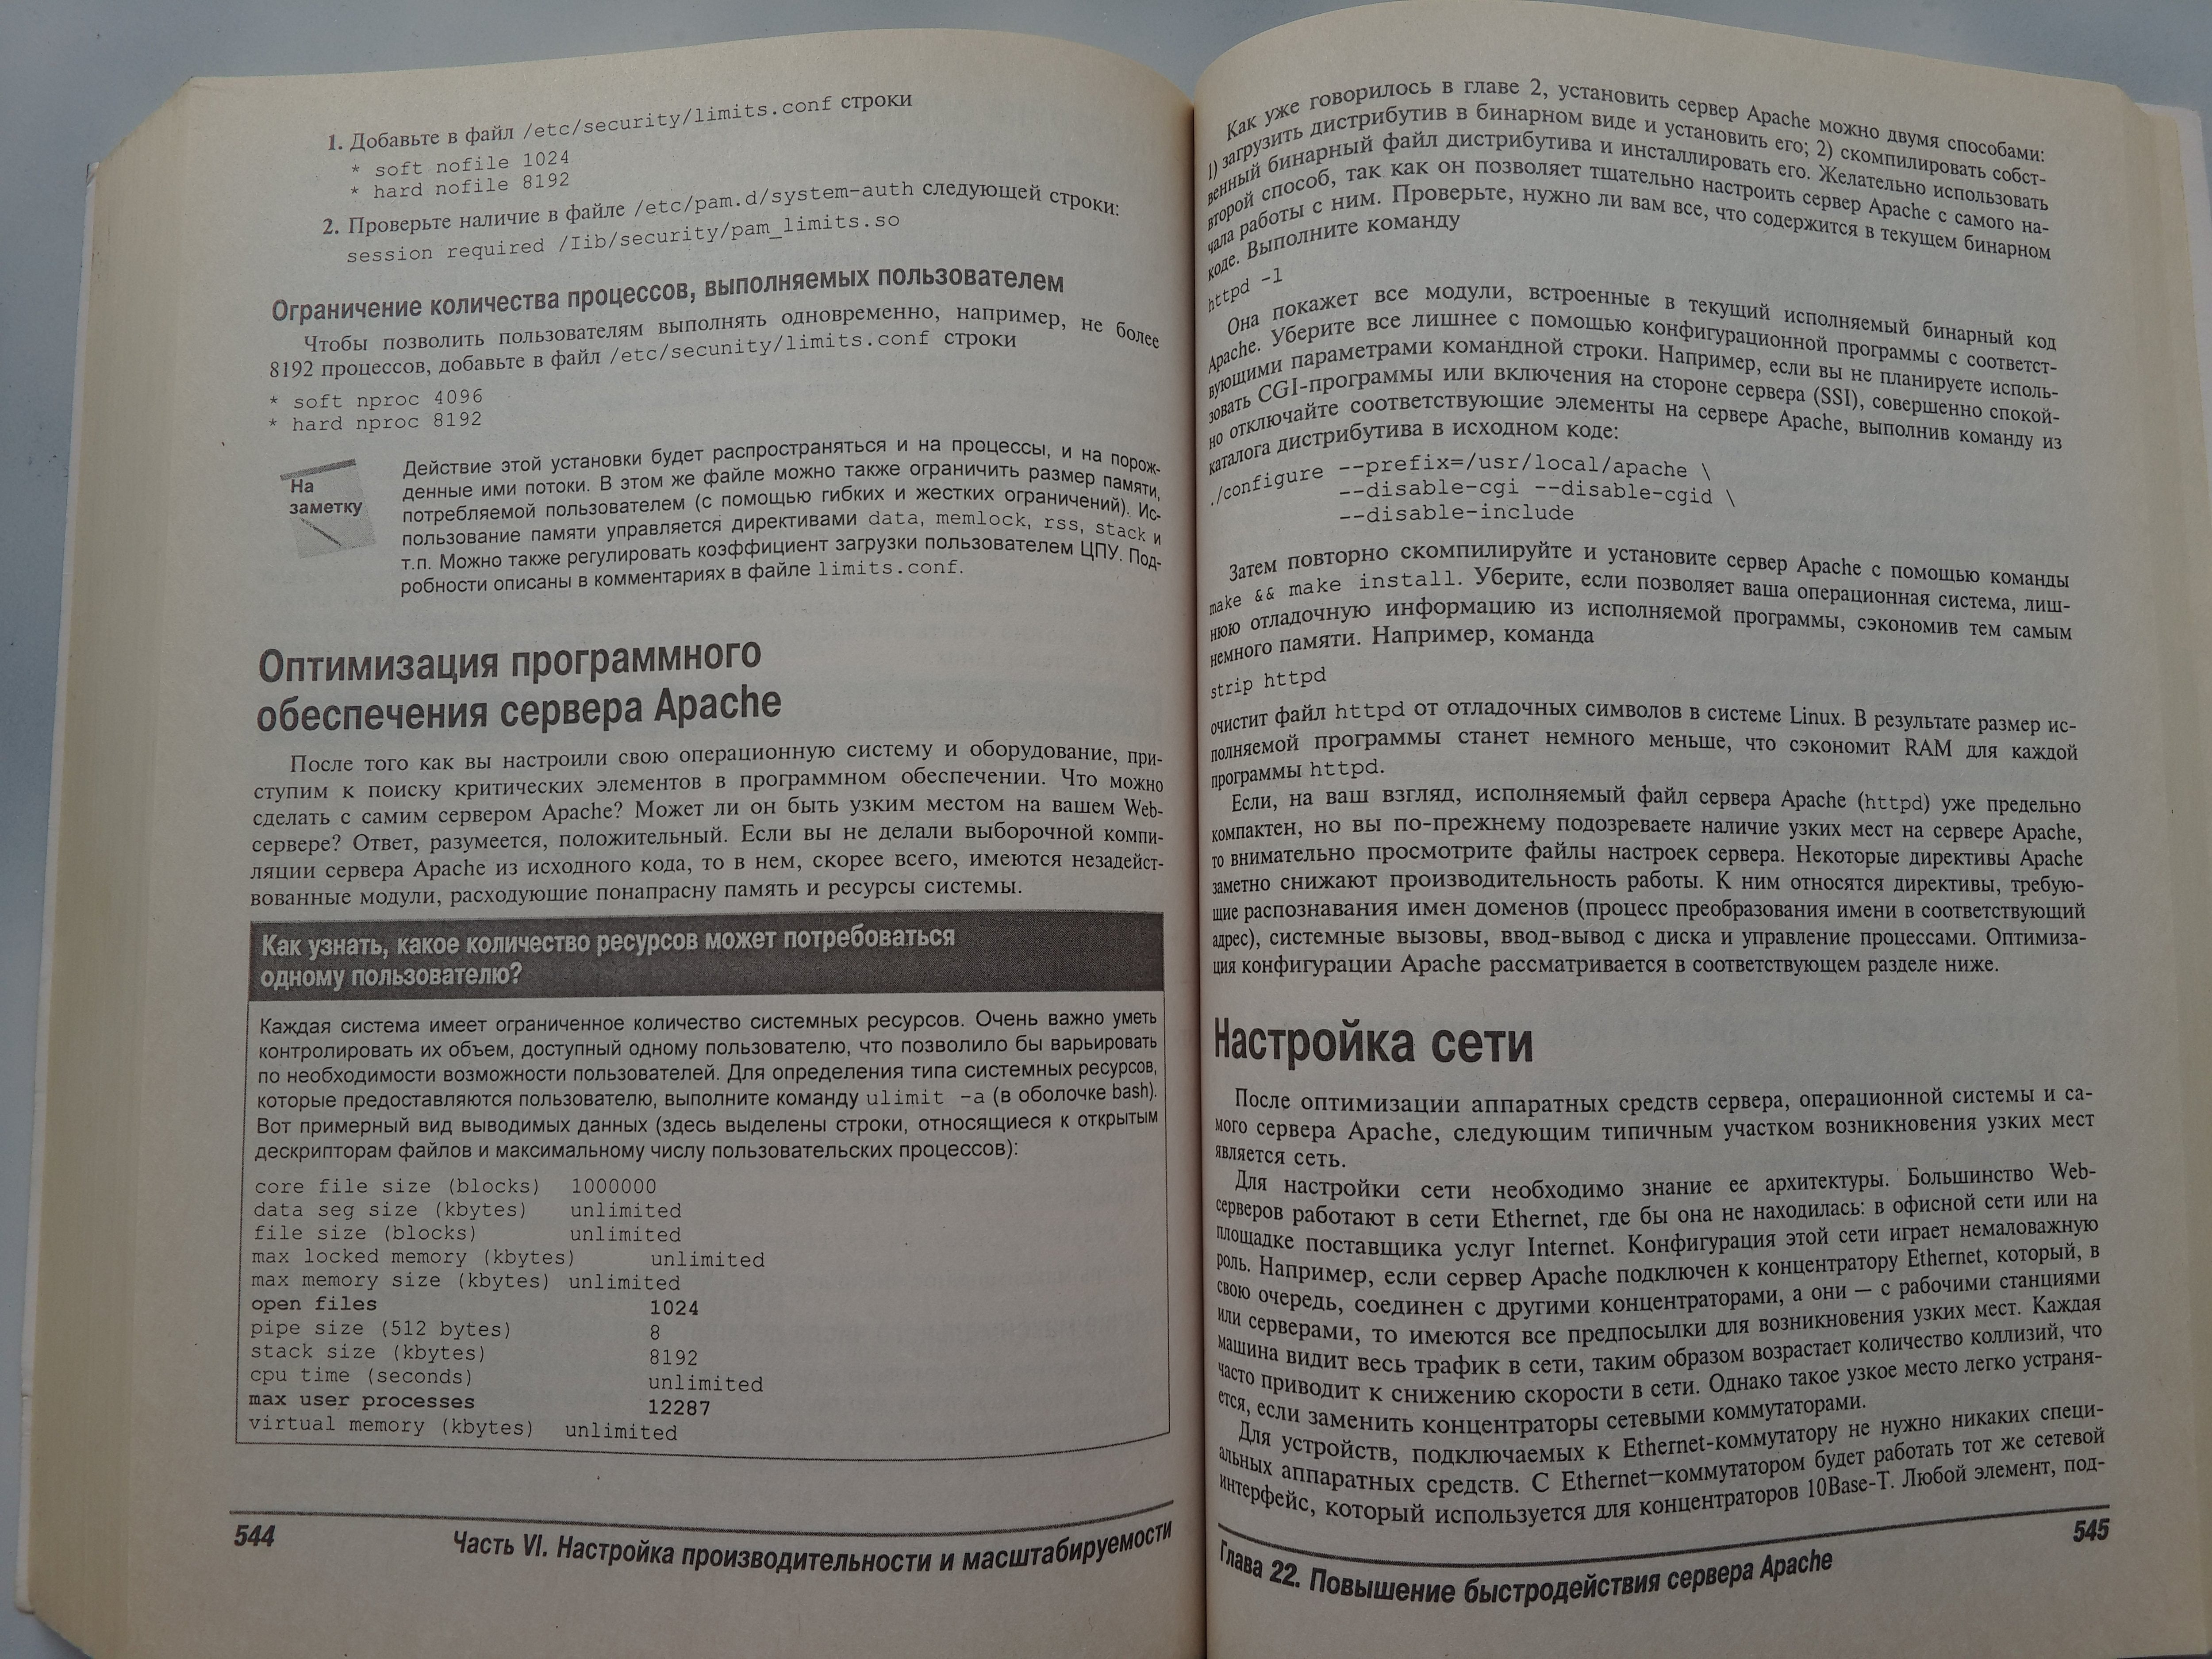 1. Добавьте в файл /etc/security/limits.conf строки
* soft nofile 1024
* hard nofile 8192
2. Проверьте наличие в файле /etc/pam.d/system-auth следующей строки:
session required /Iib/security/pam_limits.so
Ограничение количества процессов, выполняемых пользователем
Чтобы позволить пользователям выполнять одновременно, например, не более
8192 процессов, добавьте в файл /etc/secunity/limits.conf строки
* soft nproc 4096
* hard nproc 8192
На
заметку
Действие этой установки будет распространяться и на процессы, и на порож-
денные ими потоки. В этом же файле можно также ограничить размер памяти,
потребляемой пользователем (с помощью гибких и жестких ограничений). Ис-
пользование памяти управляется директивами data, memlock, rss, stack и
т.п. Можно также регулировать коэффициент загрузки пользователем ЦПУ. Под-
робности описаны в комментариях в файле limits.conf.
Оптимизация программного
обеспечения сервера Apache
После того как вы настроили свою операционную систему и оборудование, при-
ступим к поиску критических элементов в программном обеспечении. Что можно
сделать с самим сервером Apache? Может ли он быть узким местом на вашем Web-
сервере? Ответ, разумеется, положительный. Если вы не делали выборочной компи-
ляции сервера Apache из исходного кода, то в нем, скорее всего, имеются незадейст-
вованные модули, расходующие понапрасну память и ресурсы системы.
Как узнать, какое количество ресурсов может потребоваться
одному пользователю?
Каждая система имеет ограниченное количество системных ресурсов. Очень важно уметь
контролировать их объем, доступный одному пользователю, что позволило бы варьировать
по необходимости возможности пользователей. Для определения типа системных ресурсов,
которые предоставляются пользователю, выполните команду ulimit -a (в оболочке bash).
Вот примерный вид выводимых данных (здесь выделены строки, относящиеся к открытым
дескрипторам файлов и максимальному числу пользовательских процессов):
core file size (blocks) 1000000
data seg size (kbytes) unlimited
file size (blocks) unlimited
max locked memory (kbytes) unlimited
max memory size (kbytes) unlimited
open files 1024
pipe size (512 bytes) 8
stack size (kbytes) 8192
cpu time (seconds) unlimited
max user processes 12287
virtual memory (kbytes) unlimited
544 Часть VI. Настройка производительности и масштабируемости
Как уже говорилось в главе 2, установить сервер Apache можно двумя способами:
1) загрузить дистрибутив в бинарном виде и установить его; 2) скомпилировать собст-
венный бинарный файл дистрибутива и инсталлировать его. Желательно использовать
второй способ, так как он позволяет тщательно настроить сервер Apache с самого на-
чала работы с ним. Проверьте, нужно ли вам все, что содержится в текущем бинарном
коде. Выполните команду
httpd -l
Она покажет все модули, встроенные в текущий исполняемый бинарный код
Apache. Уберите все лишнее с помощью конфигурационной программы с соответст-
вующими параметрами командной строки. Например, если вы не планируете исполь-
зовать CGI-программы или включения на стороне сервера (SSI), совершенно спокой-
но отключайте соответствующие элементы на сервере Apache, выполнив команду из
каталога дистрибутива в исходном коде:
./configure --prefix=/usr/local/apache \
--disable-cgi --disable-cgid \
--disable-include
Затем повторно скомпилируйте и установите сервер Apache с помощью команды
make && make install. Уберите, если позволяет ваша операционная система, лиш-
нюю отладочную информацию из исполняемой программы, сэкономив тем самым
немного памяти. Например, команда
strip httpd
очистит файл httpd от отладочных символов в системе Linux. В результате размер ис-
полняемой программы станет немного меньше, что сэкономит RAM для каждой
программы httpd.
Если, на ваш взгляд, исполняемый файл сервера Apache (httpd) уже предельно
компактен, но вы по-прежнему подозреваете наличие узких мест на сервере Apache,
то внимательно просмотрите файлы настроек сервера. Некоторые директивы Apache
заметно снижают производительность работы. К ним относятся директивы, требую-
щие распознавания имен доменов (процесс преобразования имени в соответствующий
адрес), системные вызовы, ввод-вывод с диска и управление процессами. Оптимиза-
ция конфигурации Apache рассматривается в соответствующем разделе ниже.
Настройка сети
После оптимизации аппаратных средств сервера, операционной системы и са-
мого сервера Apache, следующим типичным участком возникновения узких мест
является сеть.
Для настройки сети необходимо знание ее архитектуры. Большинство Web-
серверов работают в сети Ethernet, где бы она не находилась: в офисной сети или на
площадке поставщика услуг Internet. Конфигурация этой сети играет немаловажную
роль. Например, если сервер Apache подключен к концентратору Ethernet, который, в
свою очередь, соединен с другими концентраторами, а они — с рабочими станциями
или серверами, то имеются все предпосылки для возникновения узких мест. Каждая
машина видит весь трафик в сети, таким образом возрастает количество коллизий, что
часто приводит к снижению скорости в сети. Однако такое узкое место легко устраня-
ется, если заменить концентраторы сетевыми коммутаторами.
Для устройств, подключаемых к Ethernet-коммутатору не нужно никаких специ-
альных аппаратных средств. С Ethernet—коммутатором будет работать тот же сетевой
интерфейс, который используется для концентраторов 10Base-T. Любой элемент, под-
Глава 22. Повышение быстродействия сервера Apache 545